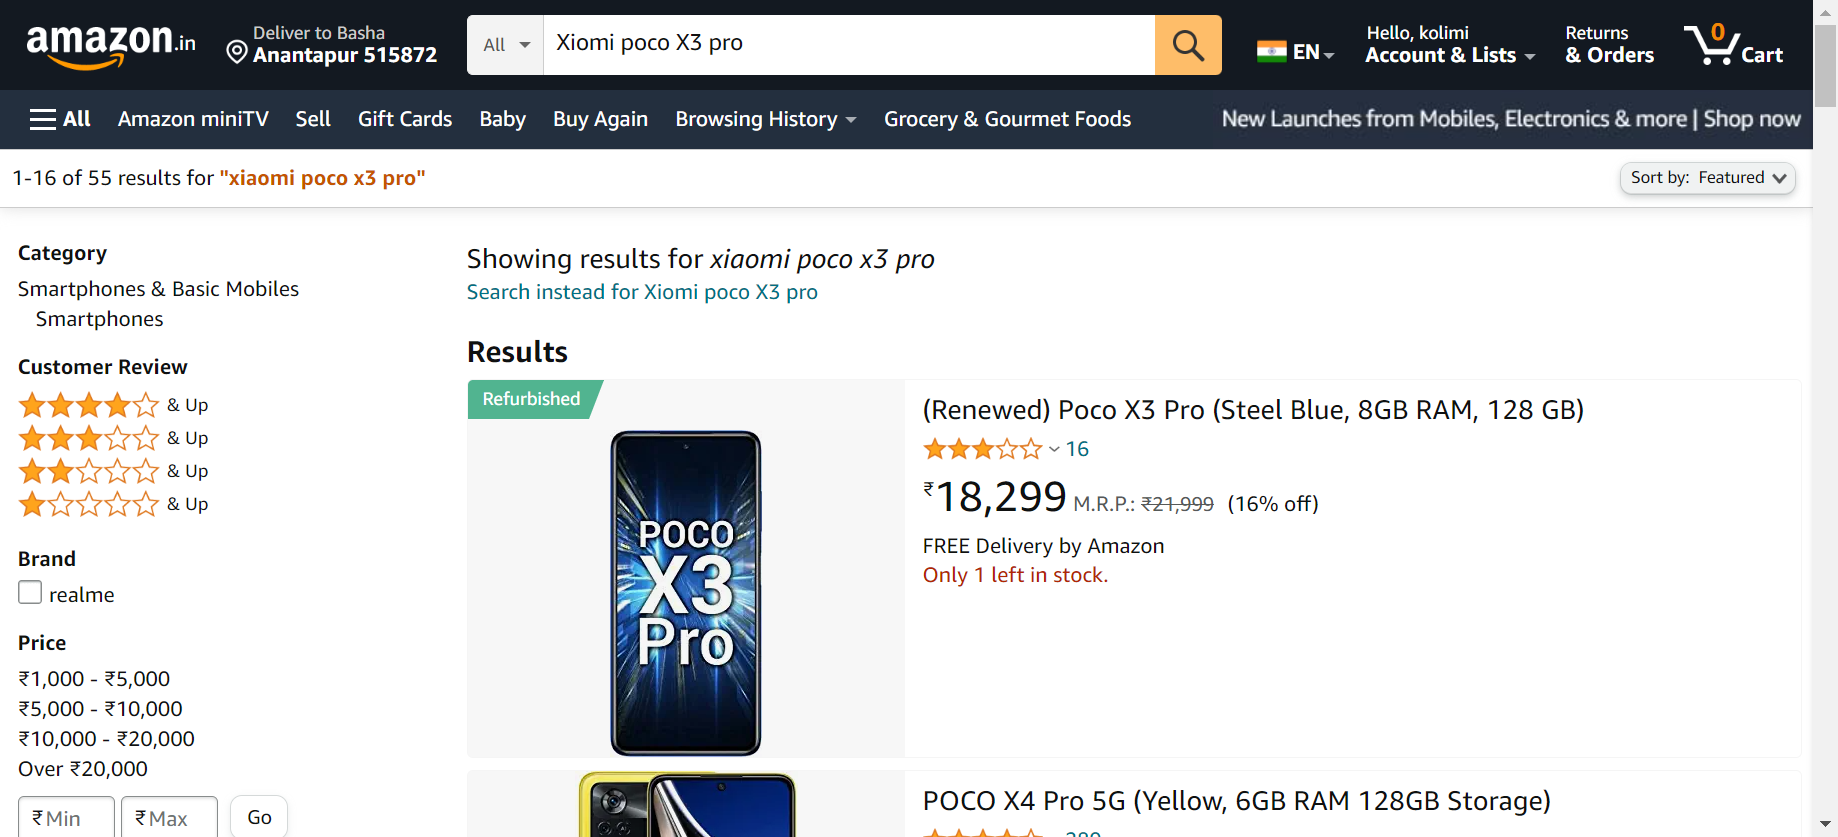 amazon.in
Deliver to Basha
Anantapur 515872
All
Xiomi poco X3 pro
EN
Hello, kolimi
Account & Lists
Returns
& Orders
0
Cart
All
Amazon miniTV
Sell
Gift Cards
Baby
Buy Again
Browsing History
Grocery & Gourmet Foods
New Launches from Mobiles, Electronics & more | Shop now
1-16 of 55 results for "xiaomi poco x3 pro"
Sort by: Featured
Category
Smartphones & Basic Mobiles
Smartphones
Customer Review
& Up
& Up
& Up
& Up
Brand
realme
Price
₹1,000 - ₹5,000
₹5,000 - ₹10,000
₹10,000 - ₹20,000
Over ₹20,000
₹ Min
₹ Max
Go
Showing results for xiaomi poco x3 pro
Search instead for Xiomi poco X3 pro
Results
Refurbished
POCO
X3
Pro
(Renewed) Poco X3 Pro (Steel Blue, 8GB RAM, 128 GB)
16
₹18,299 M.R.P.: ₹21,999 (16% off)
FREE Delivery by Amazon
Only 1 left in stock.
POCO X4 Pro 5G (Yellow, 6GB RAM 128GB Storage)